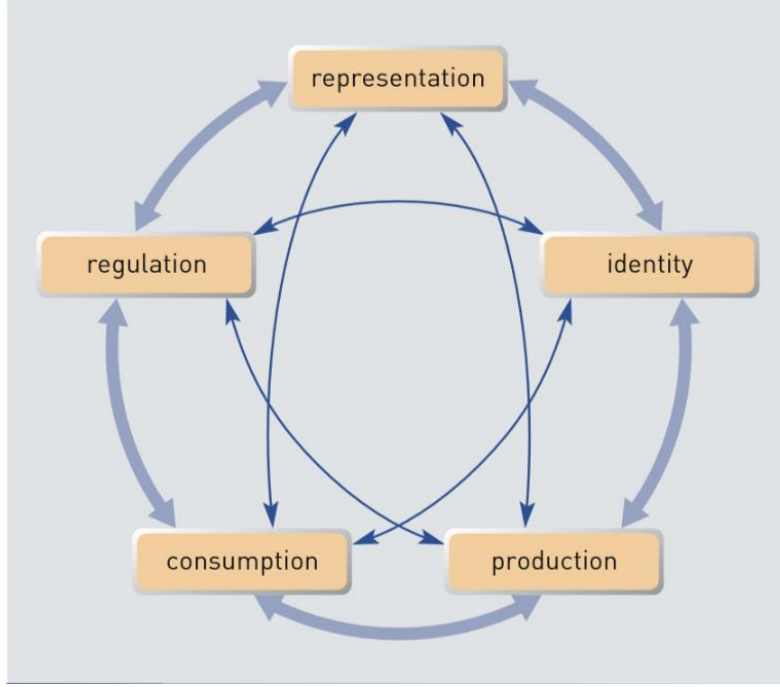 representation
regulation
identity
consumption
production